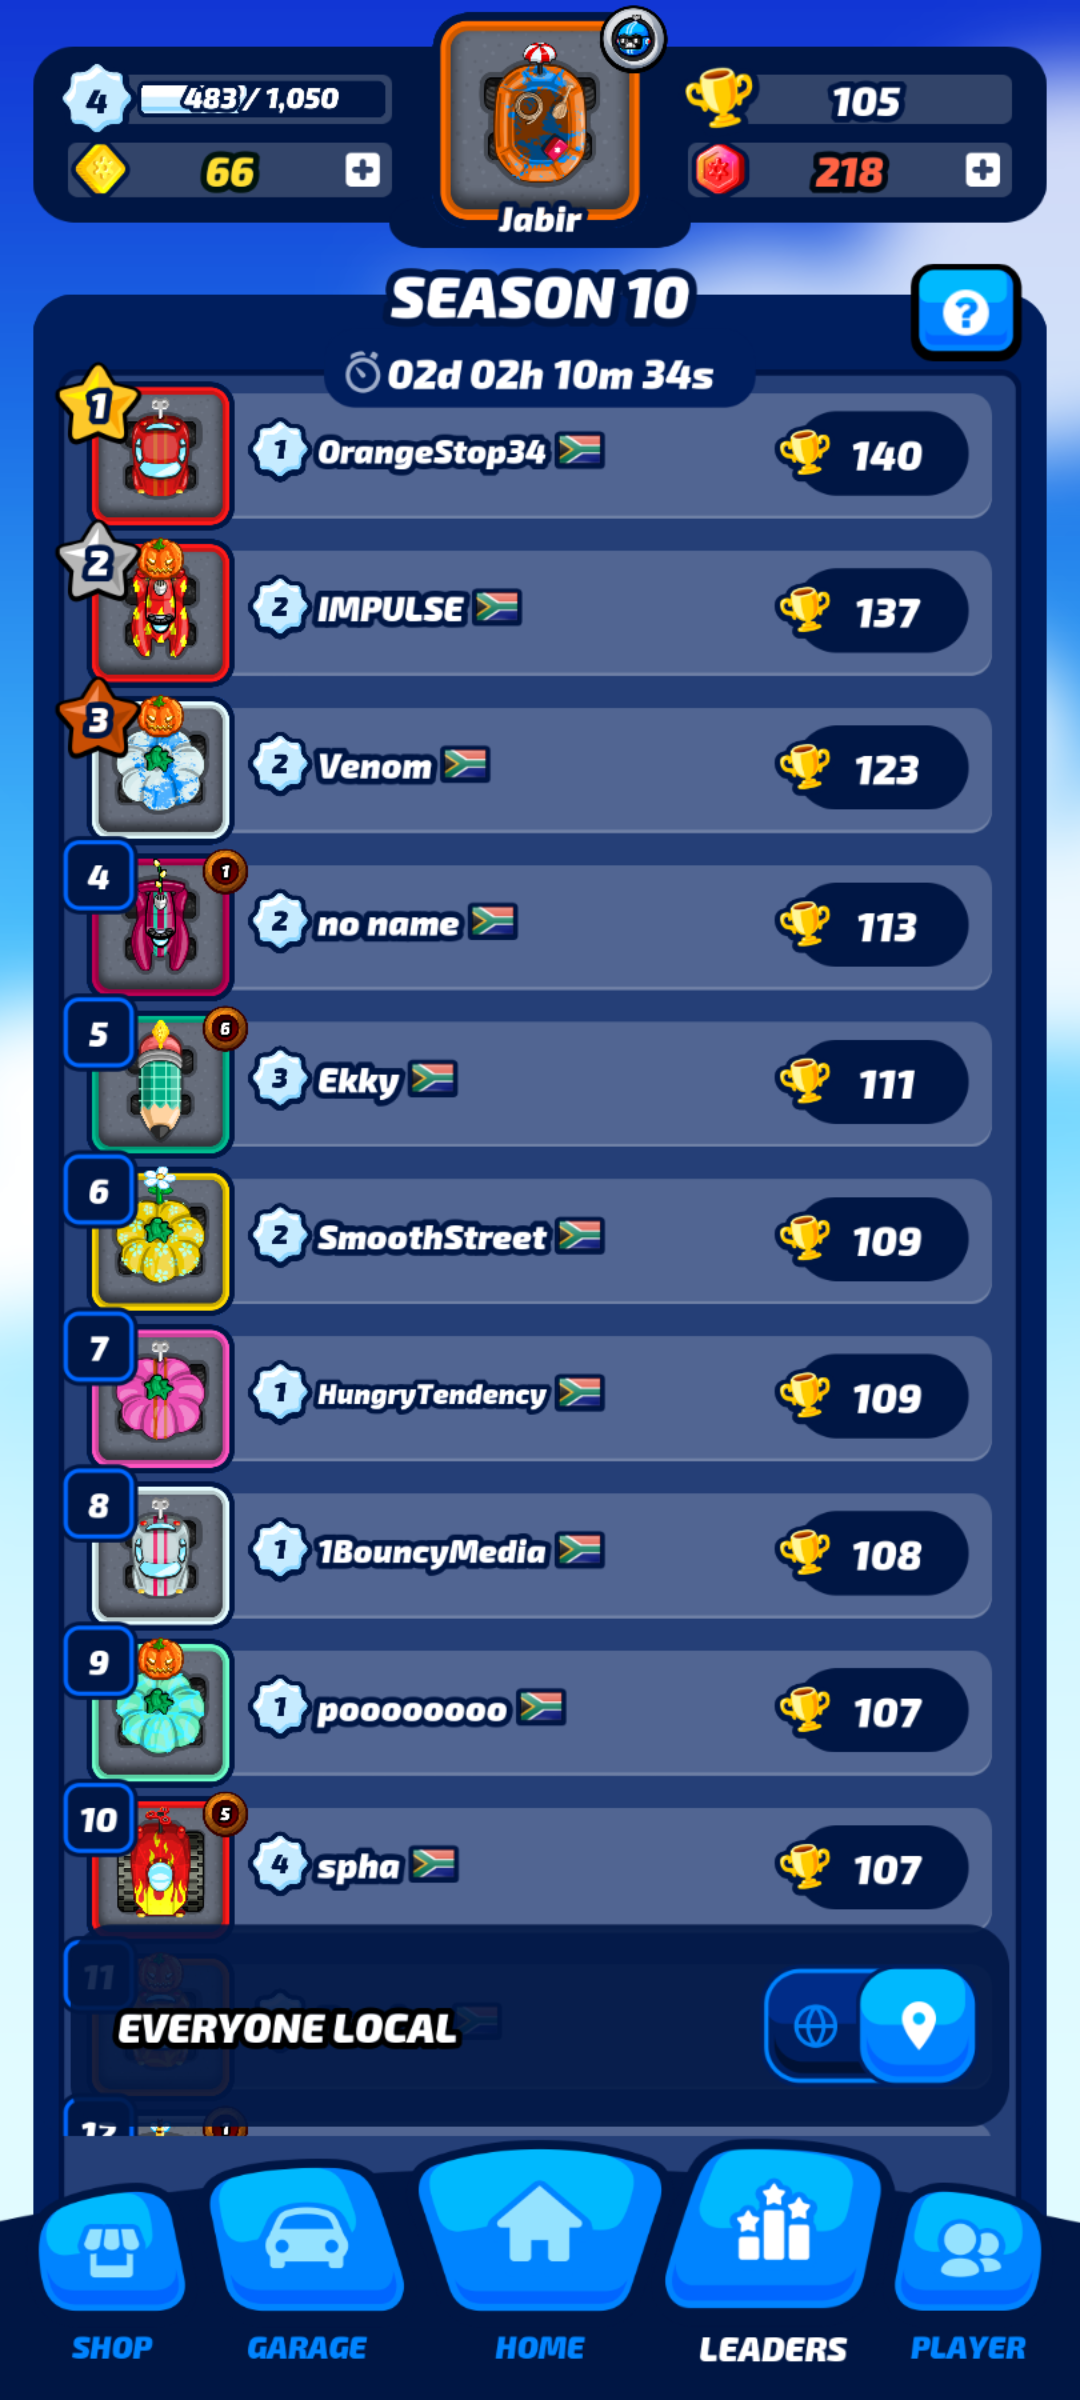 4 483 / 1,050
105
66
218
Jabir
SEASON 10
02d 02h 10m 34s
1 1 OrangeStop34 140
2 2 IMPULSE 137
3 2 Venom 123
4 1 2 no name 113
5 6 3 Ekky 111
6 2 SmoothStreet 109
7 1 HungryTendency 109
8 1 1BouncyMedia 108
9 1 poooooooo 107
10 5 4 spha 107
11
EVERYONE LOCAL
12 1
SHOP GARAGE HOME LEADERS PLAYER